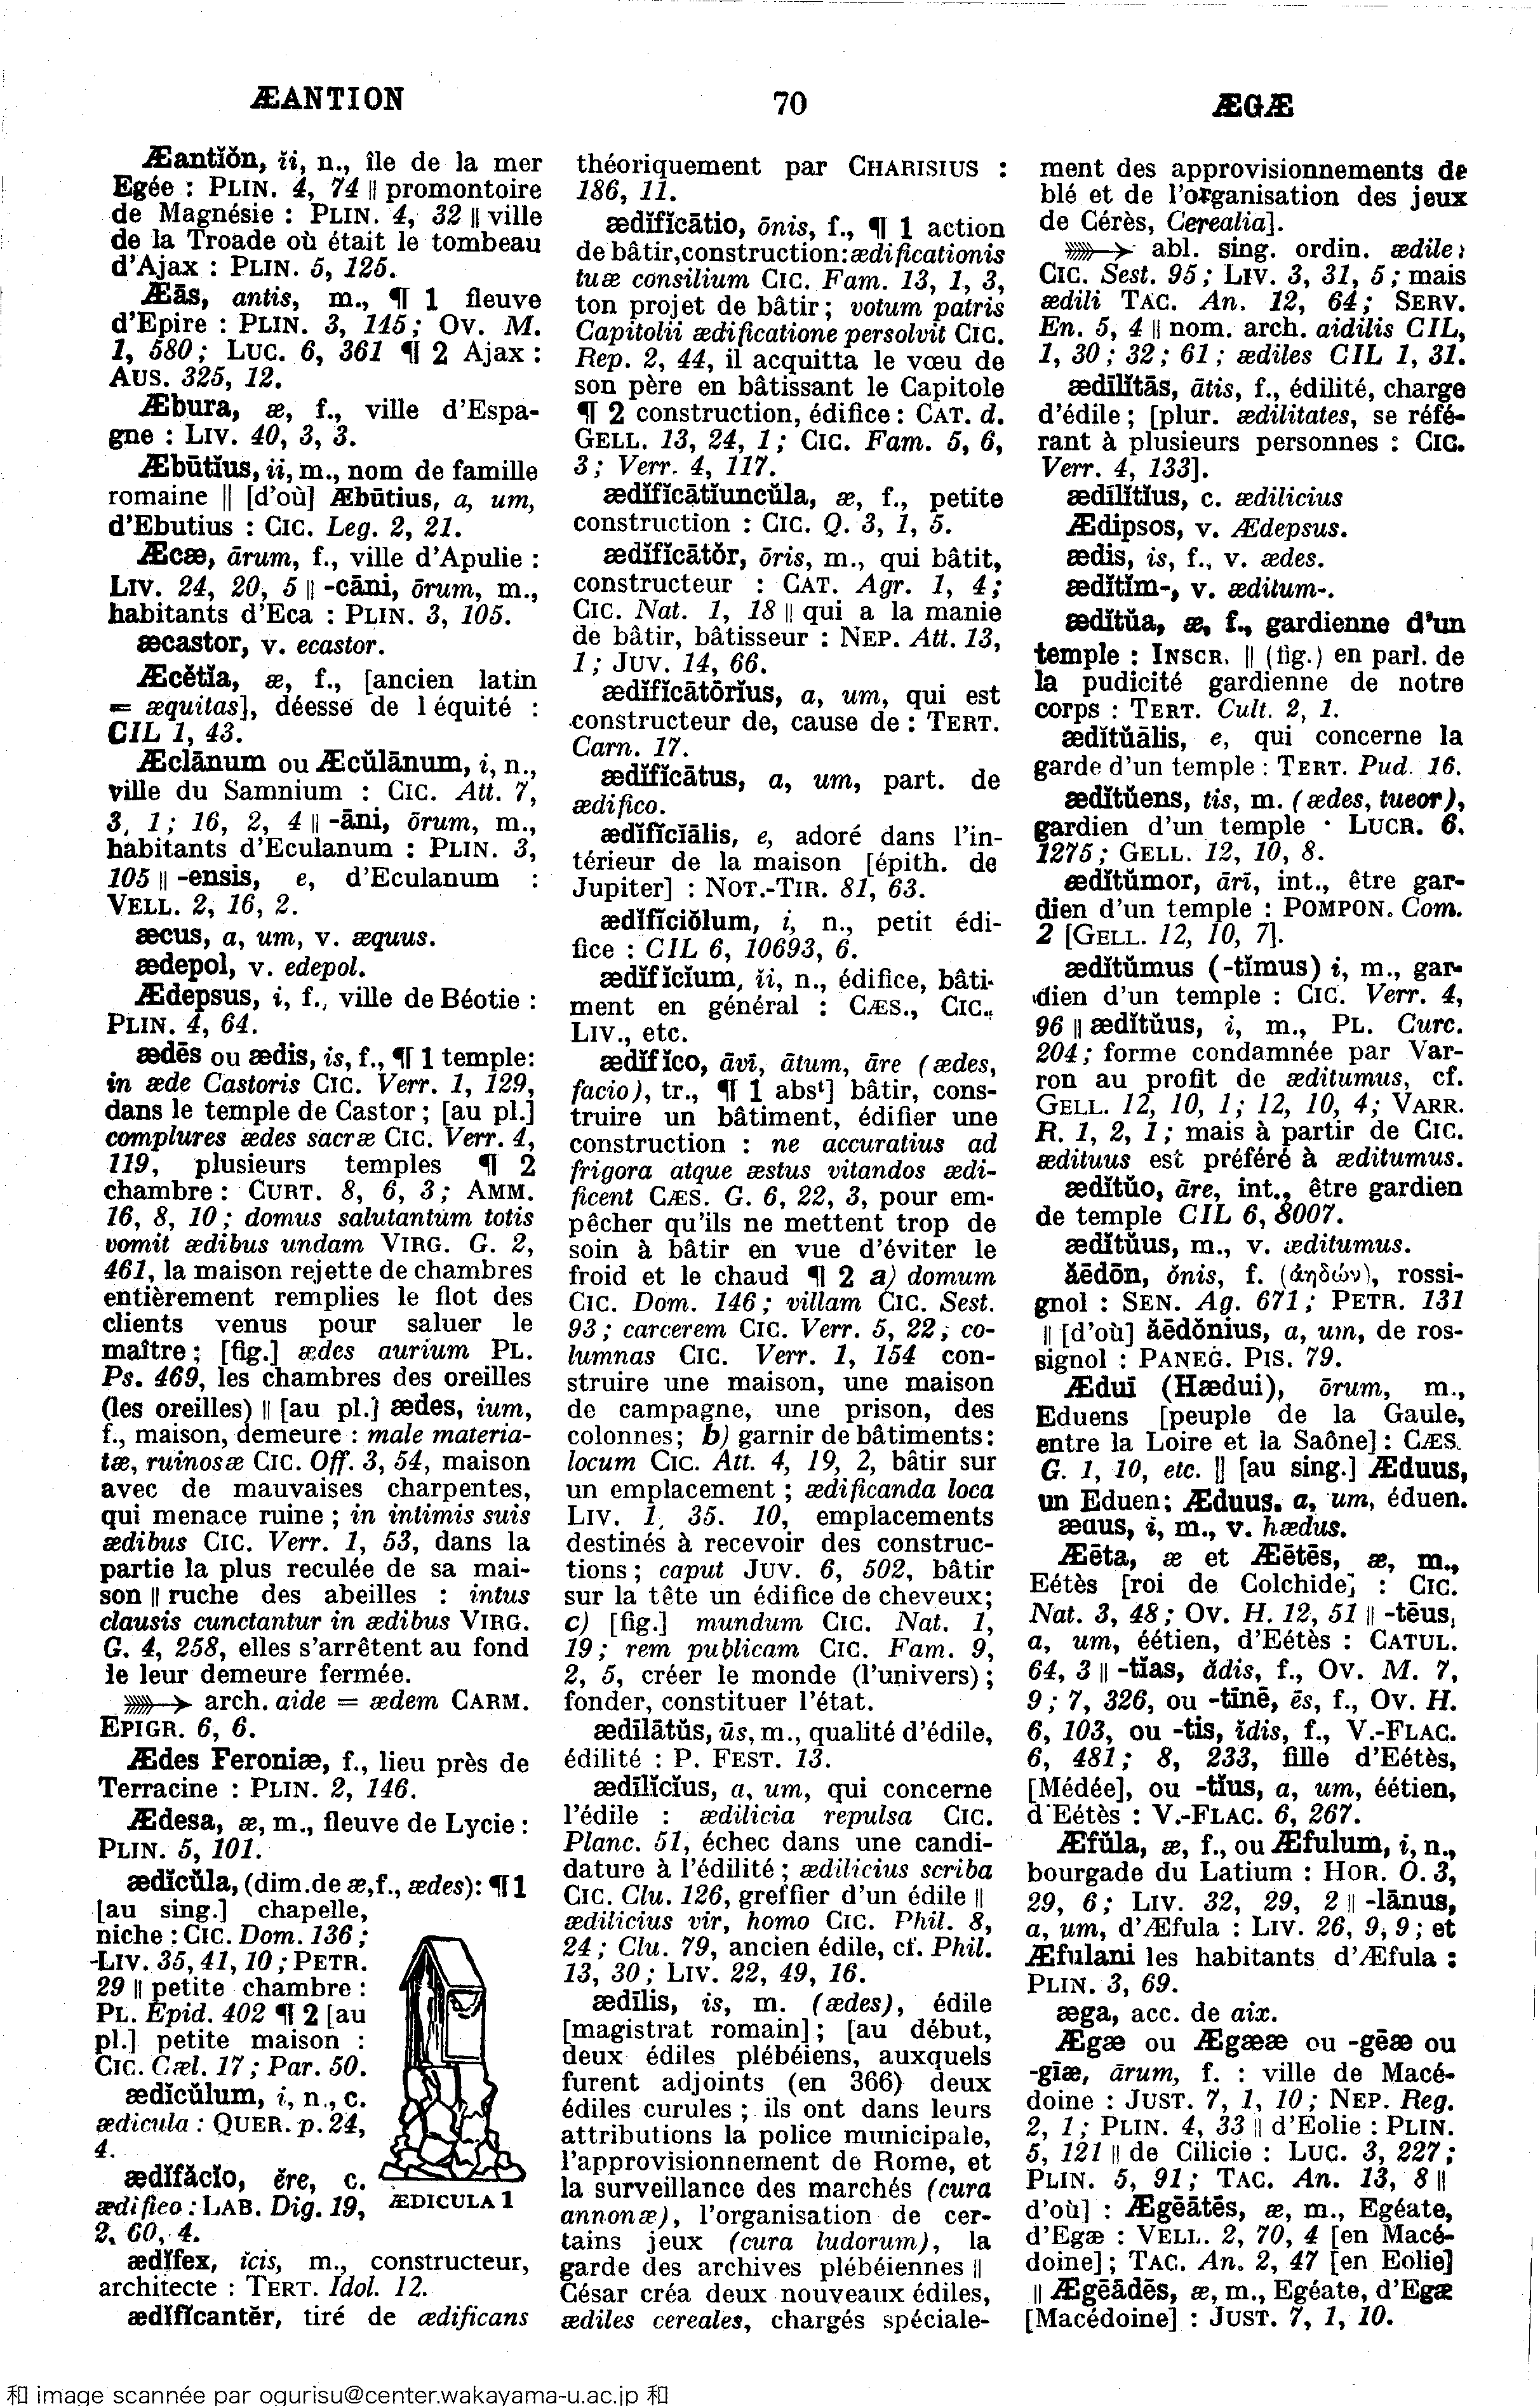 ÆANTION
70
ÆGÆ
Æantĭŏn, ĭi, n., île de la mer
Egée : PLIN. 4, 74 || promontoire
de Magnésie : PLIN. 4, 32 || ville
de la Troade où était le tombeau
d'Ajax : PLIN. 5, 125.
Æās, antis, m., ¶ 1 fleuve
d'Epire : PLIN. 3, 145; OV. M.
1, 580; LUC. 6, 361 ¶ 2 Ajax :
AUS. 325, 12.
Æbura, æ, f., ville d'Espa-
gne : LIV. 40, 3, 3.
Æbūtĭus, ii, m., nom de famille
romaine || [d'où] Æbūtius, a, um,
d'Ebutius : CIC. Leg. 2, 21.
Æcæ, ārum, f., ville d'Apulie :
LIV. 24, 20, 5 || -cāni, ōrum, m.,
habitants d'Eca : PLIN. 3, 105.
æcastor, v. ecastor.
Æcĕtĭa, æ, f., [ancien latin
= æquitas], déesse de l équité :
CIL 1, 43.
Æclānum ou Æcŭlānum, i, n.,
ville du Samnium : CIC. Att. 7,
3, 1; 16, 2, 4 || -āni, ōrum, m.,
habitants d'Eculanum : PLIN. 3,
105 || -ensis, e, d'Eculanum :
VELL. 2, 16, 2.
æcus, a, um, v. æquus.
ædepol, v. edepol.
Ædepsus, i, f., ville de Béotie :
PLIN. 4, 64.
ædēs ou ædis, is, f., ¶ 1 temple:
in æde Castoris CIC. Verr. 1, 129,
dans le temple de Castor; [au pl.]
complures ædes sacræ CIC. Verr. 4,
119, plusieurs temples ¶ 2
chambre : CURT. 8, 6, 3; AMM.
16, 8, 10; domus salutantum totis
vomit ædibus undam VIRG. G. 2,
461, la maison rejette de chambres
entièrement remplies le flot des
clients venus pour saluer le
maître; [fig.] ædes aurium PL.
Ps. 469, les chambres des oreilles
(les oreilles) || [au pl.] ædes, ium,
f., maison, demeure : male materia-
tæ, ruinosæ CIC. Off. 3, 54, maison
avec de mauvaises charpentes,
qui menace ruine; in intimis suis
ædibus CIC. Verr. 1, 53, dans la
partie la plus reculée de sa mai-
son || ruche des abeilles : intus
clausis cunctantur in ædibus VIRG.
G. 4, 258, elles s'arrêtent au fond
le leur demeure fermée.
arch. aide = ædem CARM.
EPIGR. 6, 6.
Ædes Feroniæ, f., lieu près de
Terracine : PLIN. 2, 146.
Ædesa, æ, m., fleuve de Lycie :
PLIN. 5, 101.
ædĭcŭla, (dim. de æ, f., ædes): ¶ 1
[au sing.] chapelle,
niche : CIC. Dom. 136;
-LIV. 35, 41, 10; PETR.
29 || petite chambre :
PL. Epid. 402 ¶ 2 [au
pl.] petite maison :
CIC. Cæl. 17; Par. 50.
ædĭcŭlum, i, n., c.
ædicula : QUER. p. 24,
4.
ædĭfăcĭo, ĕre, c.
ædifico : LAB. Dig. 19,
2, 60, 4.
ÆDICULA 1
ædĭfex, ĭcis, m., constructeur,
architecte : TERT. Idol. 12.
ædĭfĭcantĕr, tiré de ædificans
théoriquement par CHARISIUS :
186, 11.
ædĭfĭcātio, ōnis, f., ¶ 1 action
de bâtir, construction: ædificationis
tuæ consilium CIC. Fam. 13, 1, 3,
ton projet de bâtir; votum patris
Capitolii ædificatione persolvit CIC.
Rep. 2, 44, il acquitta le vœu de
son père en bâtissant le Capitole
¶ 2 construction, édifice : CAT. d.
GELL. 13, 24, 1; CIC. Fam. 5, 6,
3; Verr. 4, 117.
ædĭfĭcātĭuncŭla, æ, f., petite
construction : CIC. Q. 3, 1, 5.
ædĭfĭcātŏr, ōris, m., qui bâtit,
constructeur : CAT. Agr. 1, 4;
CIC. Nat. 1, 18 || qui a la manie
de bâtir, bâtisseur : NEP. Att. 13,
1; JUV. 14, 66.
ædĭfĭcātōrĭus, a, um, qui est
constructeur de, cause de : TERT.
Carn. 17.
ædĭfĭcātus, a, um, part. de
ædifico.
ædĭfĭcĭālis, e, adoré dans l'in-
térieur de la maison [épith. de
Jupiter] : NOT.-TIR. 81, 63.
ædĭfĭciŏlum, i, n., petit édi-
fice : CIL 6, 10693, 6.
ædĭfĭcĭum, ĭi, n., édifice, bâti-
ment en général : CÆS., CIC.,
LIV., etc.
ædĭfĭco, āvī, ātum, āre (ædes,
facio), tr., ¶ 1 absᵗ] bâtir, cons-
truire un bâtiment, édifier une
construction : ne accuratius ad
frigora atque æstus vitandos ædi-
ficent CÆS. G. 6, 22, 3, pour em-
pêcher qu'ils ne mettent trop de
soin à bâtir en vue d'éviter le
froid et le chaud ¶ 2 a) domum
CIC. Dom. 146; villam CIC. Sest.
93; carcerem CIC. Verr. 5, 22; co-
lumnas CIC. Verr. 1, 154 con-
struire une maison, une maison
de campagne, une prison, des
colonnes; b) garnir de bâtiments :
locum CIC. Att. 4, 19, 2, bâtir sur
un emplacement; ædificanda loca
LIV. 1, 35. 10, emplacements
destinés à recevoir des construc-
tions; caput JUV. 6, 502, bâtir
sur la tête un édifice de cheveux;
c) [fig.] mundum CIC. Nat. 1,
19; rem publicam CIC. Fam. 9,
2, 5, créer le monde (l'univers);
fonder, constituer l'état.
ædīlātŭs, ūs, m., qualité d'édile,
édilité : P. FEST. 13.
ædīlĭcĭus, a, um, qui concerne
l'édile : ædilicia repulsa CIC.
Planc. 51, échec dans une candi-
dature à l'édilité; ædilicius scriba
CIC. Clu. 126, greffier d'un édile ||
ædilicius vir, homo CIC. Phil. 8,
24; Clu. 79, ancien édile, cf. Phil.
13, 30; LIV. 22, 49, 16.
ædīlis, is, m. (ædes), édile
[magistrat romain]; [au début,
deux édiles plébéiens, auxquels
furent adjoints (en 366) deux
édiles curules; ils ont dans leurs
attributions la police municipale,
l'approvisionnement de Rome, et
la surveillance des marchés (cura
annonæ), l'organisation de cer-
tains jeux (cura ludorum), la
garde des archives plébéiennes ||
César créa deux nouveaux édiles,
ædiles cereales, chargés spéciale-
ment des approvisionnements de
blé et de l'organisation des jeux
de Cérès, Cerealia].
abl. sing. ordin. ædile :
CIC. Sest. 95; LIV. 3, 31, 5; mais
ædili TAC. An. 12, 64; SERV.
En. 5, 4 || nom. arch. aidilis CIL,
1, 30; 32; 61; ædiles CIL 1, 31.
ædīlĭtās, ātis, f., édilité, charge
d'édile; [plur. ædilitates, se réfé-
rant à plusieurs personnes : CIC.
Verr. 4, 133].
ædīlĭtĭus, c. ædilicius
Ædipsos, v. Ædepsus.
ædis, is, f., v. ædes.
ædĭtĭm-, v. æditum-.
ædĭtŭa, æ, f., gardienne d'un
temple : INSCR. || (fig.) en parl. de
la pudicité gardienne de notre
corps : TERT. Cult. 2, 1.
ædĭtŭālis, e, qui concerne la
garde d'un temple : TERT. Pud. 16.
ædĭtŭens, tis, m. (ædes, tueor),
gardien d'un temple · LUCR. 6,
1275; GELL. 12, 10, 8.
ædĭtŭmor, ārī, int., être gar-
dien d'un temple : POMPON. Com.
2 [GELL. 12, 10, 7].
ædĭtŭmus (-tĭmus) i, m., gar-
dien d'un temple : CIC. Verr. 4,
96 || ædĭtŭus, i, m., PL. Curc.
204; forme condamnée par Var-
ron au profit de æditumus, cf.
GELL. 12, 10, 1; 12, 10, 4; VARR.
R. 1, 2, 1; mais à partir de CIC.
ædituus est préféré à æditumus.
ædĭtŭo, āre, int., être gardien
de temple CIL 6, 8007.
ædĭtŭus, m., v. æditumus.
ăēdōn, ŏnis, f. (ἀηδών), rossi-
gnol : SEN. Ag. 671; PETR. 131
|| [d'où] ăēdŏnius, a, um, de ros-
signol : PANEG. PIS. 79.
Æduī (Hædui), ōrum, m.,
Eduens [peuple de la Gaule,
entre la Loire et la Saône] : CÆS.
G. 1, 10, etc. || [au sing.] Æduus,
un Eduen; Æduus, a, um, éduen.
ædus, i, m., v. hædus.
Æēta, æ et Æētēs, æ, m.,
Eétès [roi de Colchide] : CIC.
Nat. 3, 48; OV. H. 12, 51 || -tēus,
a, um, éétien, d'Eétès : CATUL.
64, 3 || -tĭas, ădis, f., OV. M. 7,
9; 7, 326, ou -tīnē, ēs, f., OV. H.
6, 103, ou -tis, ĭdis, f., V.-FLAC.
6, 481; 8, 233, fille d'Eétès,
[Médée], ou -tĭus, a, um, éétien,
d'Eétès : V.-FLAC. 6, 267.
Æfŭla, æ, f., ou Æfulum, i, n.,
bourgade du Latium : HOR. O. 3,
29, 6; LIV. 32, 29, 2 || -lānus,
a, um, d'Æfula : LIV. 26, 9, 9; et
Æfulani les habitants d'Æfula :
PLIN. 3, 69.
æga, acc. de aix.
Ægæ ou Ægææ ou -gēæ ou
-gīæ, ārum, f. : ville de Macé-
doine : JUST. 7, 1, 10; NEP. Reg.
2, 1; PLIN. 4, 33 || d'Eolie : PLIN.
5, 121 || de Cilicie : LUC. 3, 227;
PLIN. 5, 91; TAC. An. 13, 8 ||
d'où] : Ægēātēs, æ, m., Egéate,
d'Egæ : VELL. 2, 70, 4 [en Macé-
doine]; TAC. An. 2, 47 [en Eolie]
|| Ægēādēs, æ, m., Egéate, d'Egæ
[Macédoine] : JUST. 7, 1, 10.
和 image scannée par ogurisu@center.wakayama-u.ac.jp 和